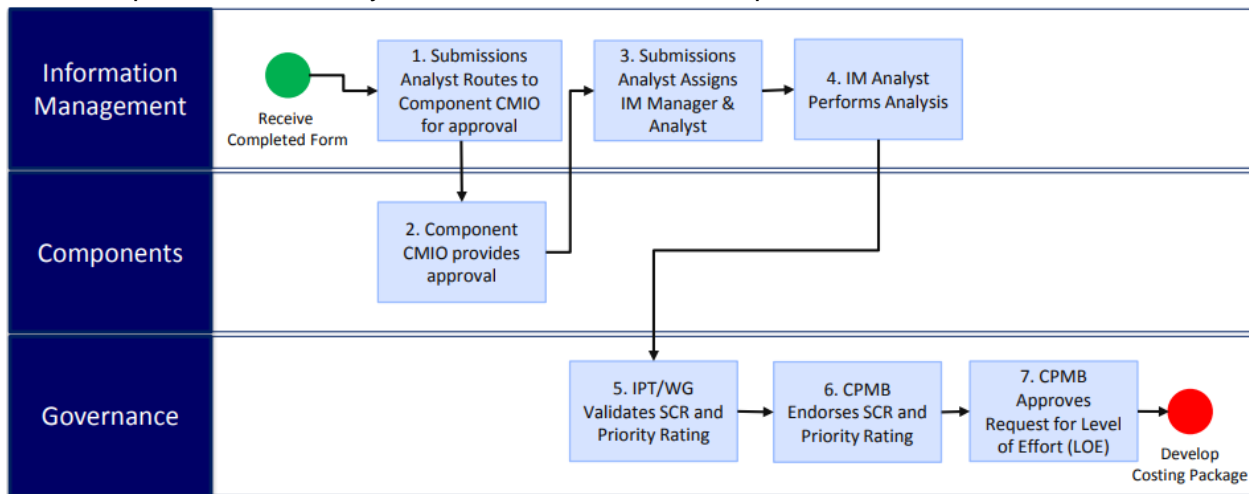 Information
Management
Receive
Completed Form
1. Submissions
Analyst Routes to
Component CMIO
for approval
3. Submissions
Analyst Assigns
IM Manager &
Analyst
4. IM Analyst
Performs Analysis
Components
2. Component
CMIO provides
approval
Governance
5. IPT/WG
Validates SCR and
Priority Rating
6. CPMB
Endorses SCR and
Priority Rating
7. CPMB
Approves
Request for Level
of Effort (LOE)
Develop
Costing Package